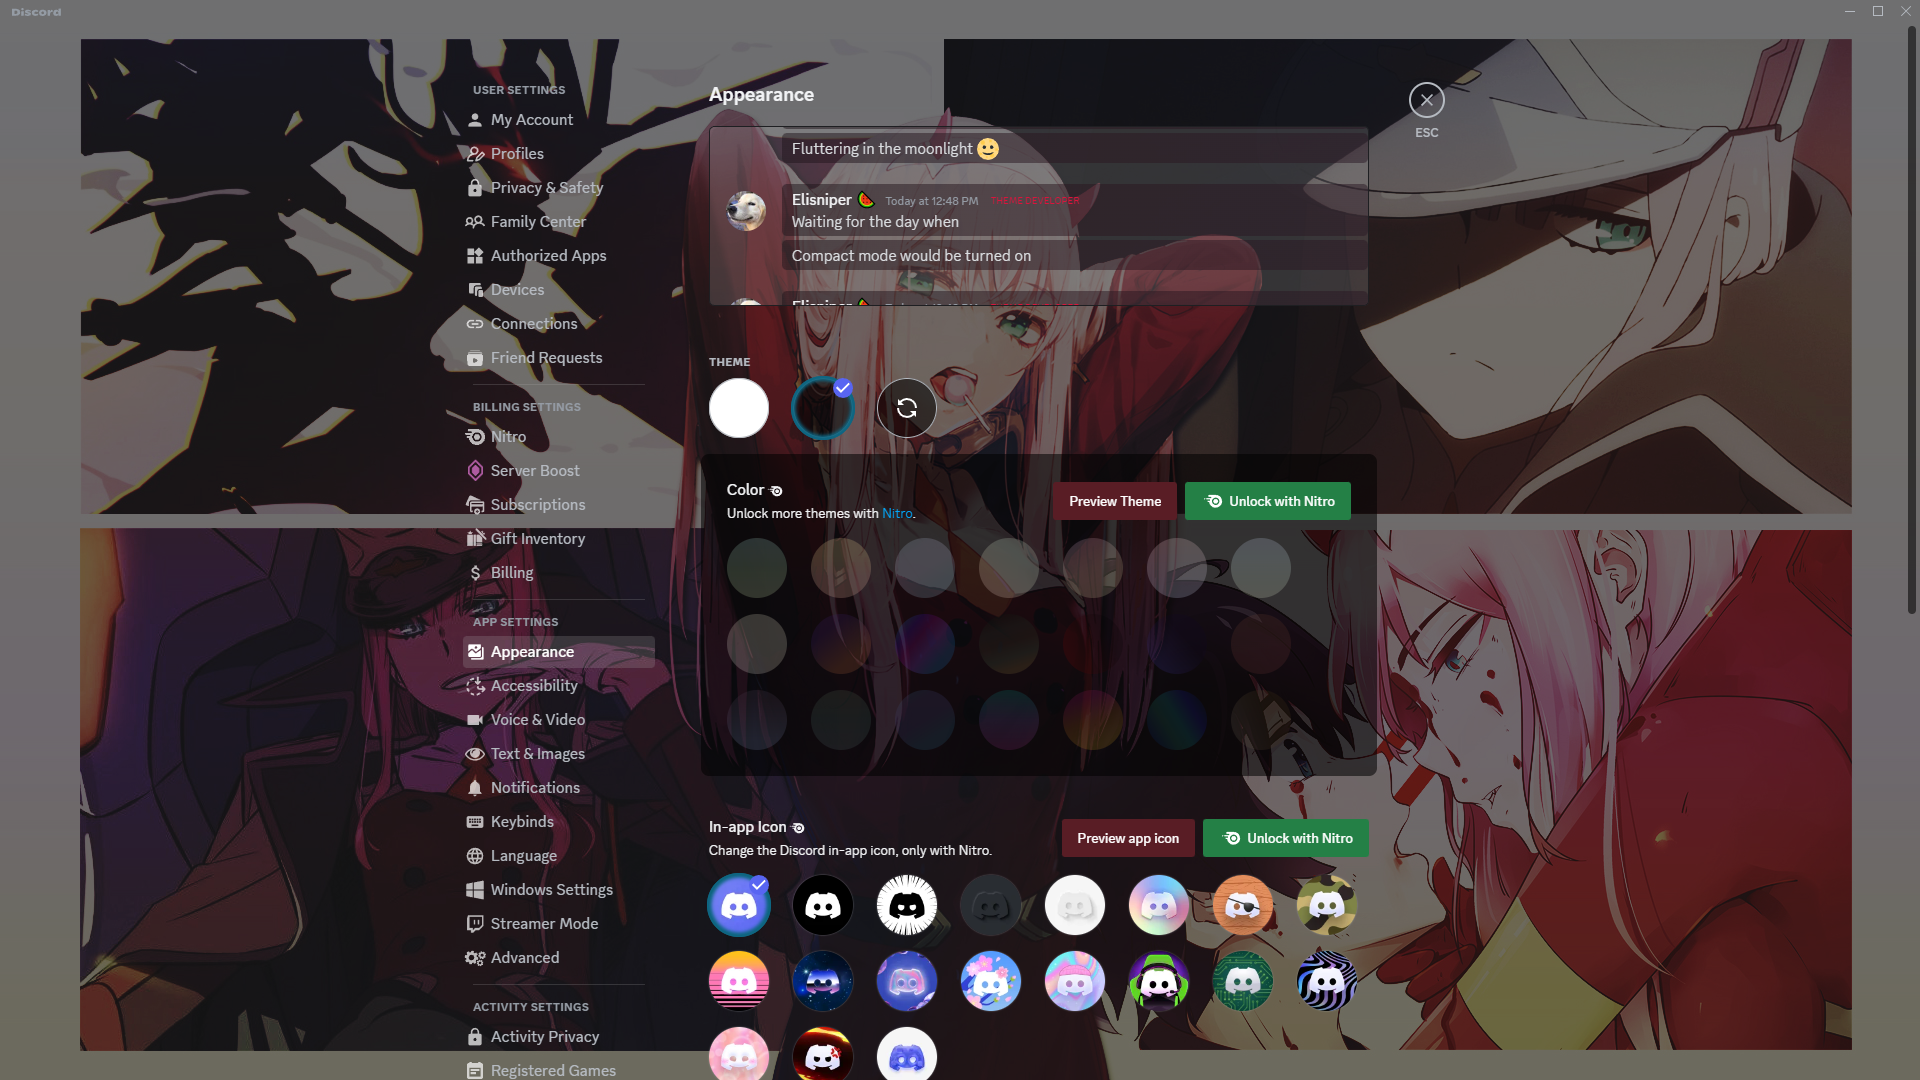 Discord
USER SETTINGS
My Account
Profiles
Privacy & Safety
Family Center
Authorized Apps
Devices
Connections
Friend Requests
BILLING SETTINGS
Nitro
Server Boost
Subscriptions
Gift Inventory
Billing
APP SETTINGS
Appearance
Accessibility
Voice & Video
Text & Images
Notifications
Keybinds
Language
Windows Settings
Streamer Mode
Advanced
ACTIVITY SETTINGS
Activity Privacy
Registered Games
Appearance
ESC
Fluttering in the moonlight
Elisniper Today at 12:48 PM THEME DEVELOPER
Waiting for the day when
Compact mode would be turned on
Elisniper
THEME
Color
Unlock more themes with Nitro.
Preview Theme
Unlock with Nitro
In-app Icon
Change the Discord in-app icon, only with Nitro.
Preview app icon
Unlock with Nitro